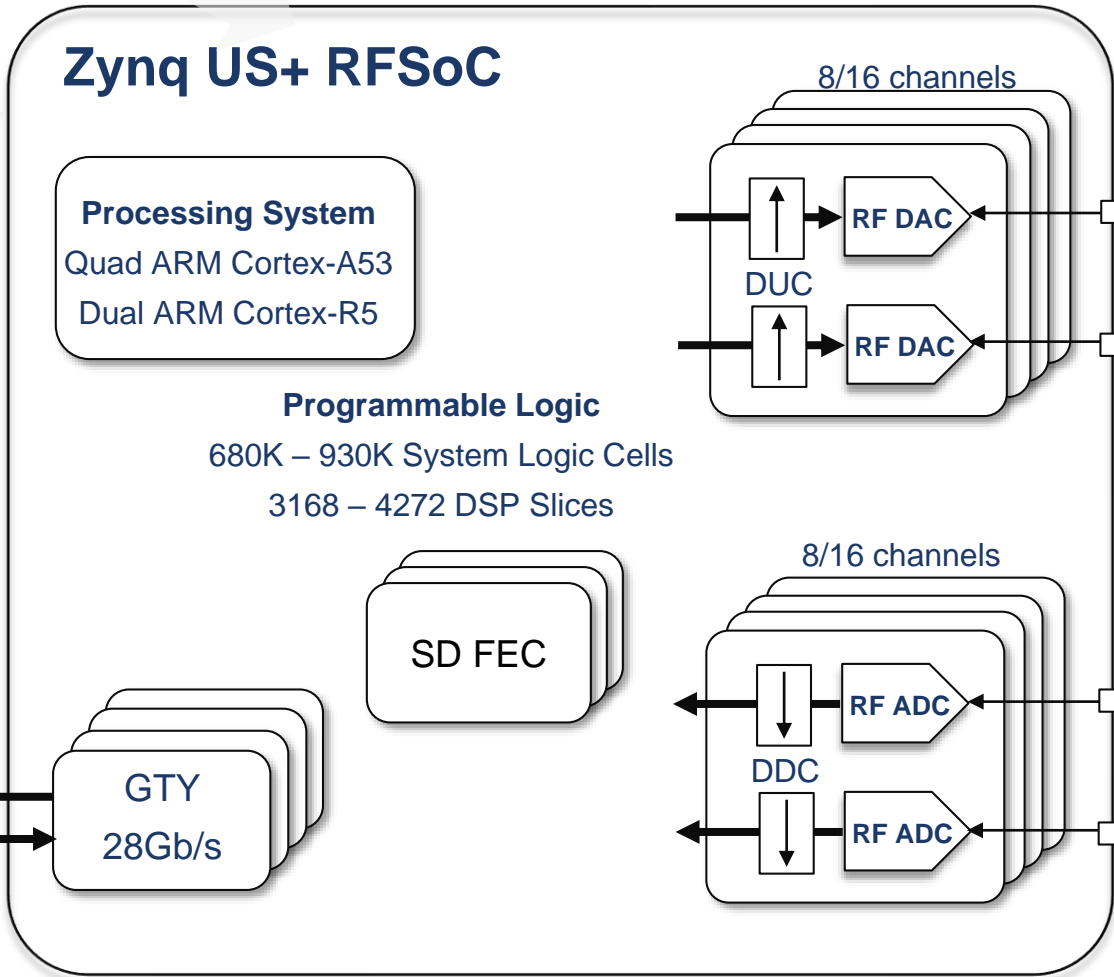 Zynq US+ RFSoC
8/16 channels
Processing System
Quad ARM Cortex-A53
Dual ARM Cortex-R5
RF DAC
DUC
RF DAC
Programmable Logic
680K – 930K System Logic Cells
3168 – 4272 DSP Slices
8/16 channels
SD FEC
RF ADC
DDC
RF ADC
GTY
28Gb/s